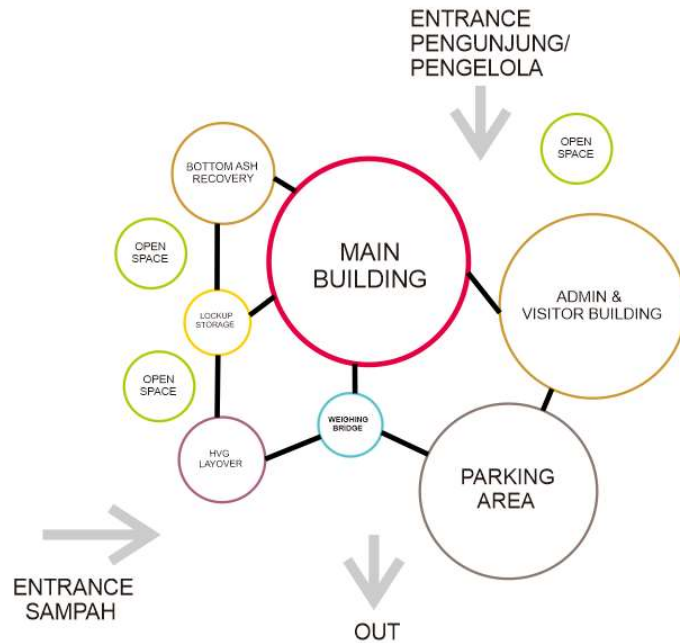 ENTRANCE
PENGUNJUNG/
PENGELOLA
OPEN
SPACE
BOTTOM ASH
RECOVERY
MAIN
BUILDING
OPEN
SPACE
ADMIN &
VISITOR BUILDING
LOCKUP
STORAGE
OPEN
SPACE
WEIGHING
BRIDGE
HVG
LAYOVER
PARKING
AREA
ENTRANCE
SAMPAH
OUT